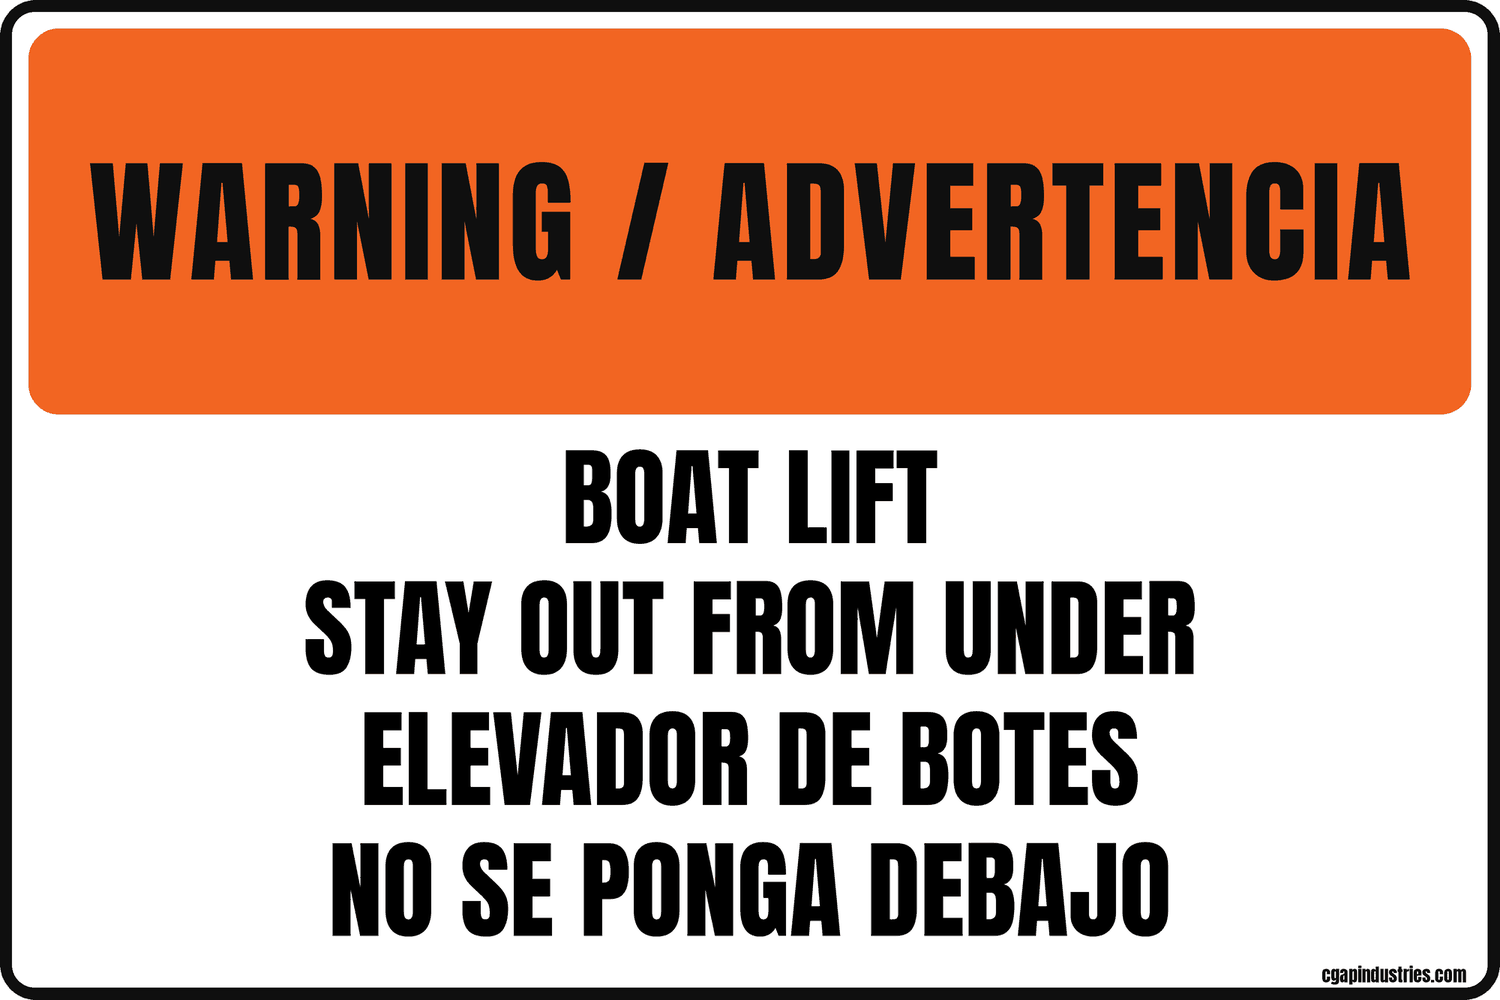 WARNING / ADVERTENCIA
BOAT LIFT
STAY OUT FROM UNDER
ELEVADOR DE BOTES
NO SE PONGA DEBAJO
cgapindustries.com